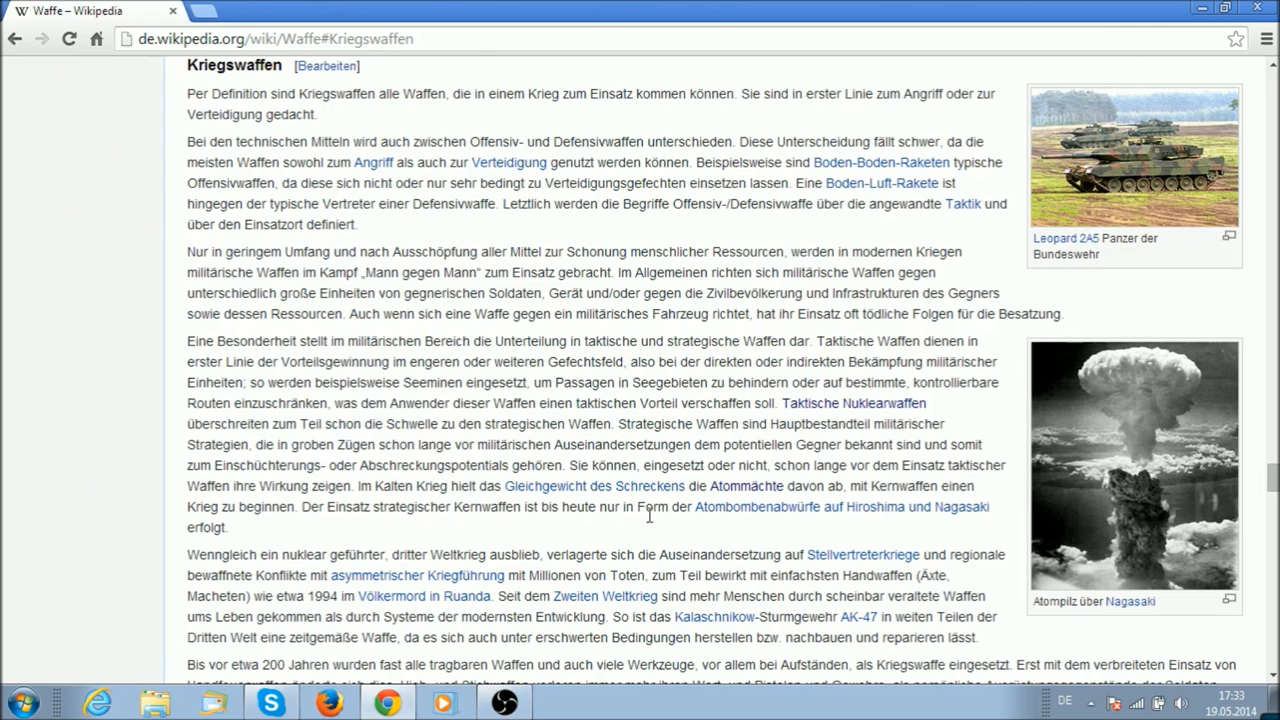 Waffe – Wikipedia
de.wikipedia.org/wiki/Waffe#Kriegswaffen
Kriegswaffen [Bearbeiten]
Per Definition sind Kriegswaffen alle Waffen, die in einem Krieg zum Einsatz kommen können. Sie sind in erster Linie zum Angriff oder zur
Verteidigung gedacht.
Bei den technischen Mitteln wird auch zwischen Offensiv- und Defensivwaffen unterschieden. Diese Unterscheidung fällt schwer, da die
meisten Waffen sowohl zum Angriff als auch zur Verteidigung genutzt werden können. Beispielsweise sind Boden-Boden-Raketen typische
Offensivwaffen, da diese sich nicht oder nur sehr bedingt zu Verteidigungsgefechten einsetzen lassen. Eine Boden-Luft-Rakete ist
hingegen der typische Vertreter einer Defensivwaffe. Letztlich werden die Begriffe Offensiv-/Defensivwaffe über die angewandte Taktik und
über den Einsatzort definiert.
Nur in geringem Umfang und nach Ausschöpfung aller Mittel zur Schonung menschlicher Ressourcen, werden in modernen Kriegen
militärische Waffen im Kampf „Mann gegen Mann“ zum Einsatz gebracht. Im Allgemeinen richten sich militärische Waffen gegen
unterschiedlich große Einheiten von gegnerischen Soldaten, Gerät und/oder gegen die Zivilbevölkerung und Infrastrukturen des Gegners
sowie dessen Ressourcen. Auch wenn sich eine Waffe gegen ein militärisches Fahrzeug richtet, hat ihr Einsatz oft tödliche Folgen für die Besatzung.
Eine Besonderheit stellt im militärischen Bereich die Unterteilung in taktische und strategische Waffen dar. Taktische Waffen dienen in
erster Linie der Vorteilsgewinnung im engeren oder weiteren Gefechtsfeld, also bei der direkten oder indirekten Bekämpfung militärischer
Einheiten; so werden beispielsweise Seeminen eingesetzt, um Passagen in Seegebieten zu behindern oder auf bestimmte, kontrollierbare
Routen einzuschränken, was dem Anwender dieser Waffen einen taktischen Vorteil verschaffen soll. Taktische Nuklearwaffen
überschreiten zum Teil schon die Schwelle zu den strategischen Waffen. Strategische Waffen sind Hauptbestandteil militärischer
Strategien, die in groben Zügen schon lange vor militärischen Auseinandersetzungen dem potentiellen Gegner bekannt sind und somit
zum Einschüchterungs- oder Abschreckungspotentials gehören. Sie können, eingesetzt oder nicht, schon lange vor dem Einsatz taktischer
Waffen ihre Wirkung zeigen. Im Kalten Krieg hielt das Gleichgewicht des Schreckens die Atommächte davon ab, mit Kernwaffen einen
Krieg zu beginnen. Der Einsatz strategischer Kernwaffen ist bis heute nur in Form der Atombombenabwürfe auf Hiroshima und Nagasaki
erfolgt.
Wenngleich ein nuklear geführter, dritter Weltkrieg ausblieb, verlagerte sich die Auseinandersetzung auf Stellvertreterkriege und regionale
bewaffnete Konflikte mit asymmetrischer Kriegführung mit Millionen von Toten, zum Teil bewirkt mit einfachsten Handwaffen (Äxte,
Macheten) wie etwa 1994 im Völkermord in Ruanda. Seit dem Zweiten Weltkrieg sind mehr Menschen durch scheinbar veraltete Waffen
ums Leben gekommen als durch Systeme der modernsten Entwicklung. So ist das Kalaschnikow-Sturmgewehr AK-47 in weiten Teilen der
Dritten Welt eine zeitgemäße Waffe, da es sich auch unter erschwerten Bedingungen herstellen bzw. nachbauen und reparieren lässt.
Bis vor etwa 200 Jahren wurden fast alle tragbaren Waffen und auch viele Werkzeuge, vor allem bei Aufständen, als Kriegswaffe eingesetzt. Erst mit dem verbreiteten Einsatz von
Leopard 2A5 Panzer der
Bundeswehr
Atompilz über Nagasaki
DE
17:33
19.05.2014